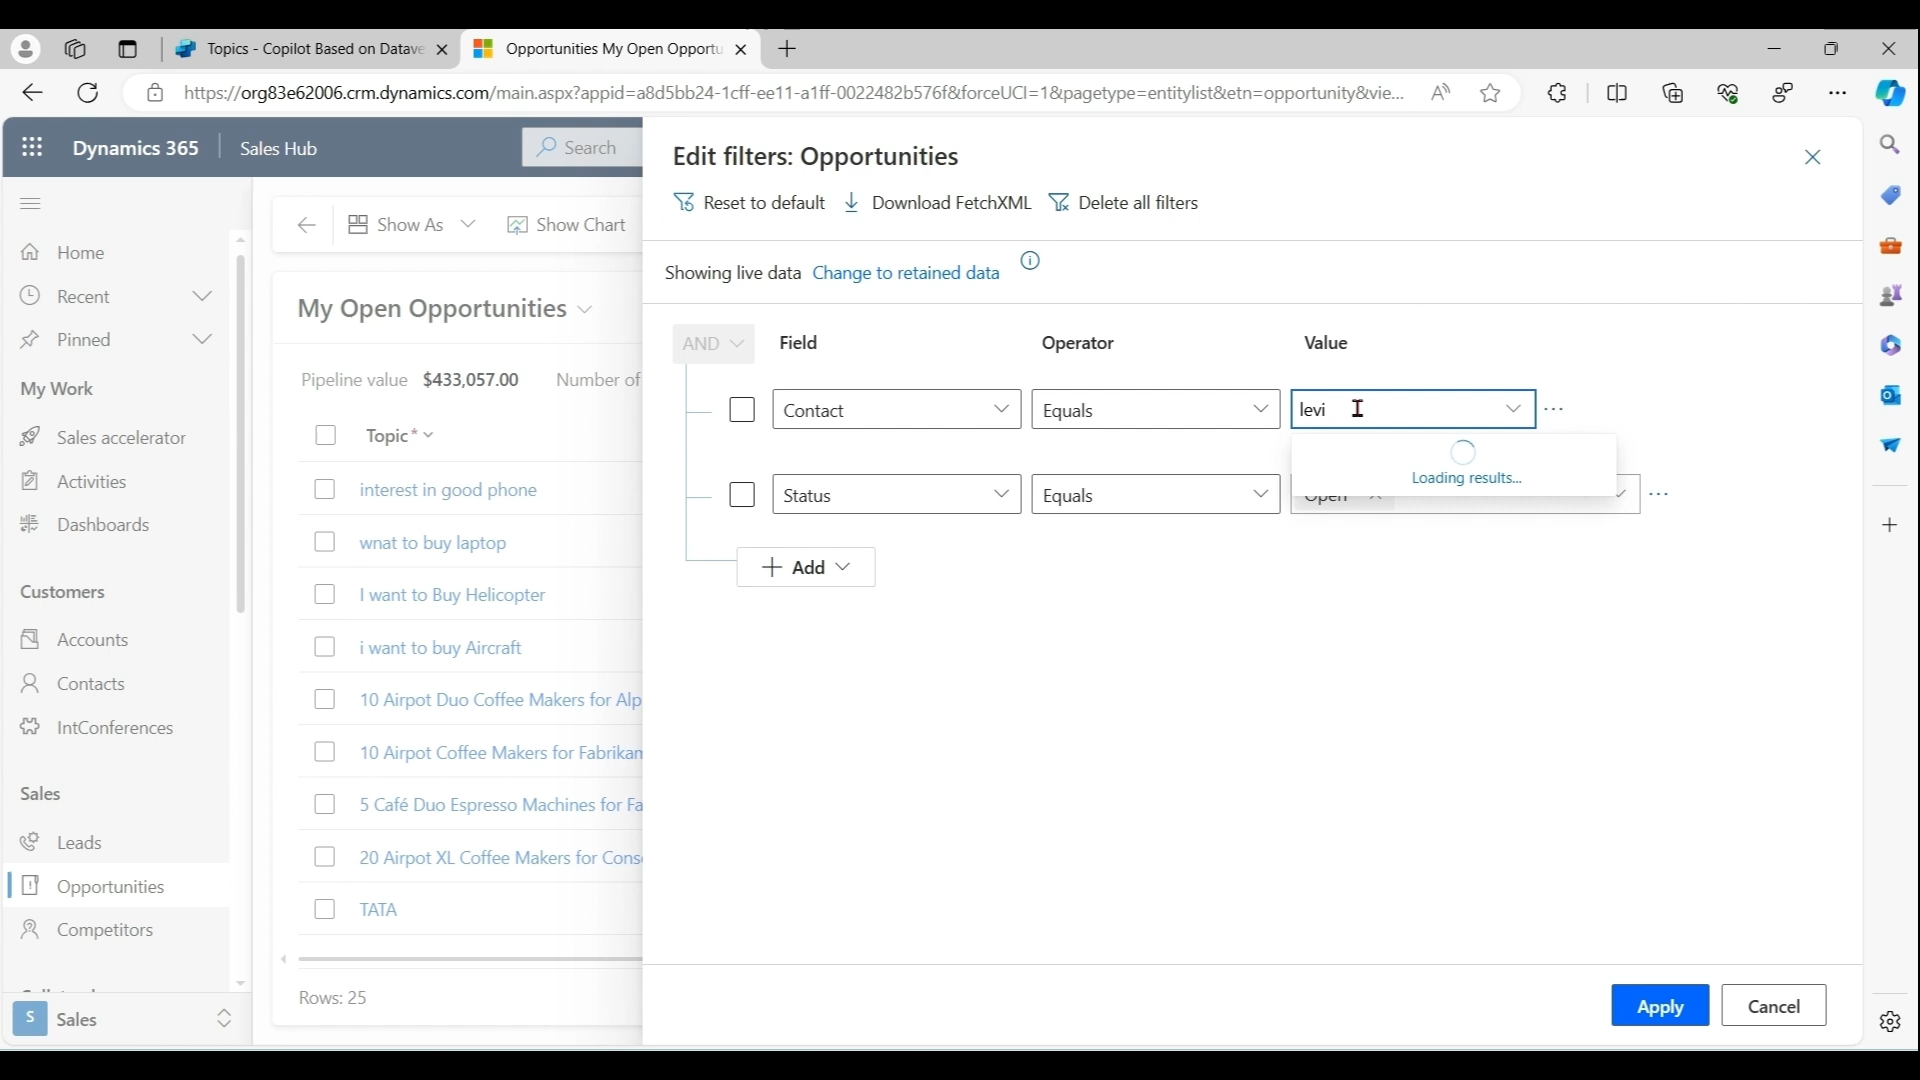 Topics - Copilot Based on Datave
Opportunities My Open Opportu
https://org83e62006.crm.dynamics.com/main.aspx?appid=a8d5bb24-1cff-ee11-a1ff-0022482b576f&forceUCI=1&pagetype=entitylist&etn=opportunity&vie...
Dynamics 365
Sales Hub
Search
Home
Recent
Pinned
My Work
Sales accelerator
Activities
Dashboards
Customers
Accounts
Contacts
IntConferences
Sales
Leads
Opportunities
Competitors
S
Sales
Show As
Show Chart
My Open Opportunities
Pipeline value $433,057.00 Number of
Topic*
interest in good phone
wnat to buy laptop
I want to Buy Helicopter
i want to buy Aircraft
10 Airpot Duo Coffee Makers for Alp
10 Airpot Coffee Makers for Fabrikam
5 Café Duo Espresso Machines for Fa
20 Airpot XL Coffee Makers for Cons
TATA
Rows: 25
Edit filters: Opportunities
Reset to default
Download FetchXML
Delete all filters
Showing live data Change to retained data
AND
Field
Operator
Value
Contact
Equals
levi
Loading results...
Status
Equals
Open
Add
Apply
Cancel